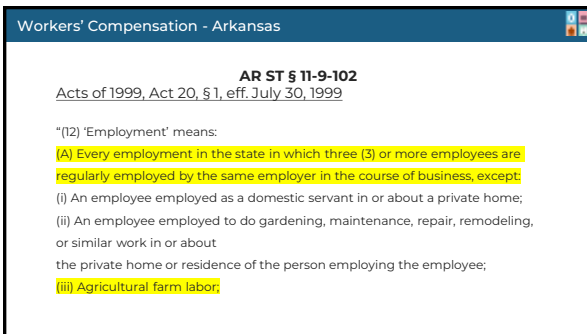 Workers' Compensation - Arkansas
AR ST § 11-9-102
Acts of 1999, Act 20, § 1, eff. July 30, 1999
“(12) ‘Employment’ means:
(A) Every employment in the state in which three (3) or more employees are
regularly employed by the same employer in the course of business, except:
(i) An employee employed as a domestic servant in or about a private home;
(ii) An employee employed to do gardening, maintenance, repair, remodeling,
or similar work in or about
the private home or residence of the person employing the employee;
(iii) Agricultural farm labor;